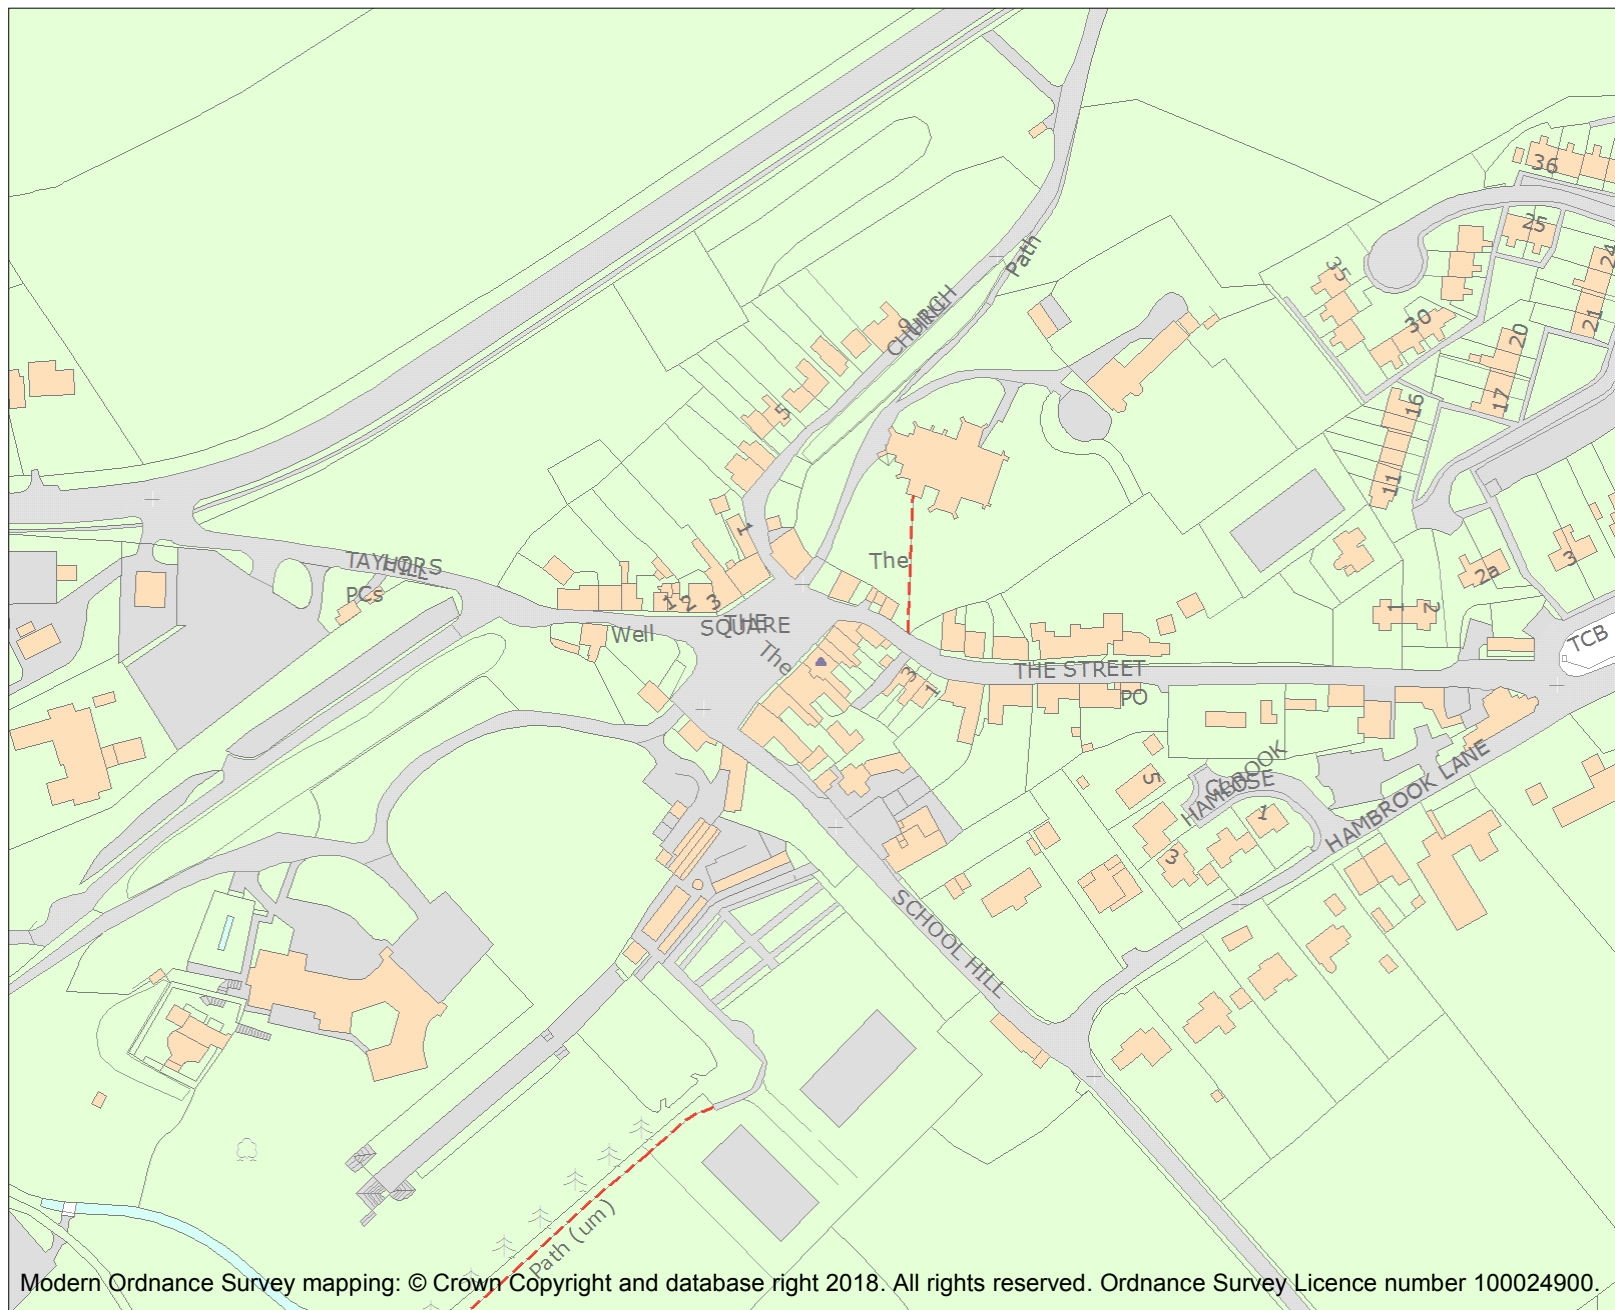 36
25
24
35
30
21
20
Path
CHURCH
HILL
9
17
16
5
11
1
The
TAYLORS
HILL
PCs
1 2 3
3
2a
1
2
THE
SQUARE
Well
The
TCB
THE STREET
3
1
PO
HAMBROOK
CLOSE
5
1
3
HAMBROOK LANE
SCHOOL HILL
Path (um)
Modern Ordnance Survey mapping: © Crown Copyright and database right 2018. All rights reserved. Ordnance Survey Licence number 100024900.